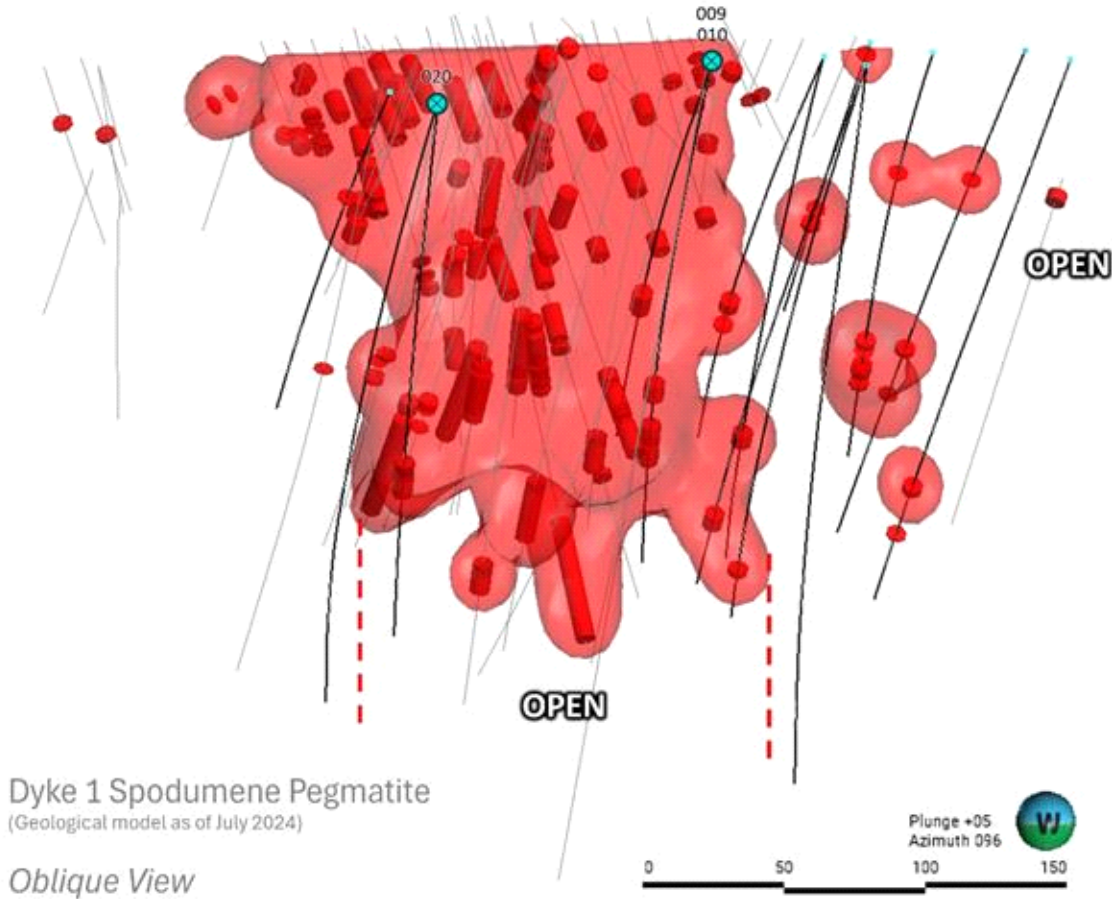 009
010
020
OPEN
OPEN
Dyke 1 Spodumene Pegmatite
(Geological model as of July 2024)
Oblique View
Plunge +05
Azimuth 096
W
0 50 100 150